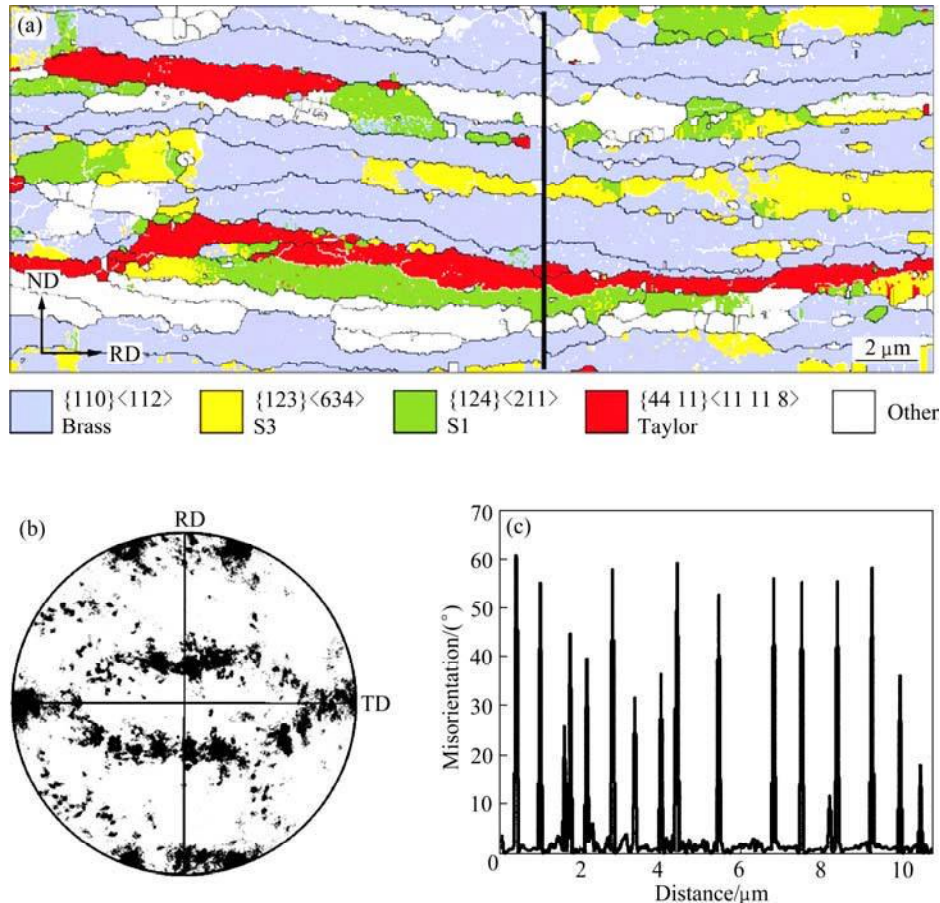 (a)
ND
RD
2 μm
{110}<112>
Brass
{123}<634>
S3
{124}<211>
S1
{44 11}<11 11 8>
Taylor
Other
(b)
RD
TD
(c)
70
60
50
40
30
20
10
0
Misorientation/(°)
2
4
6
8
10
Distance/μm